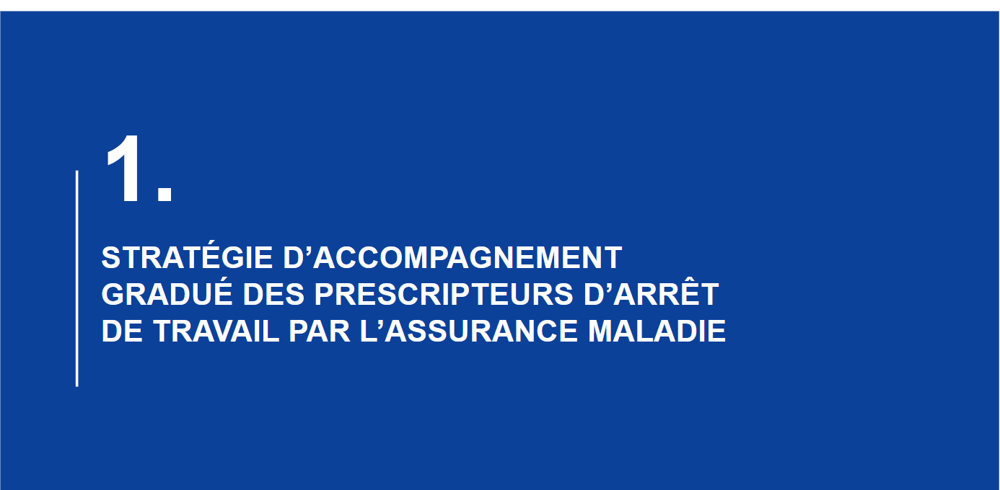 1.
STRATÉGIE D’ACCOMPAGNEMENT
GRADUÉ DES PRESCRIPTEURS D’ARRÊT
DE TRAVAIL PAR L’ASSURANCE MALADIE